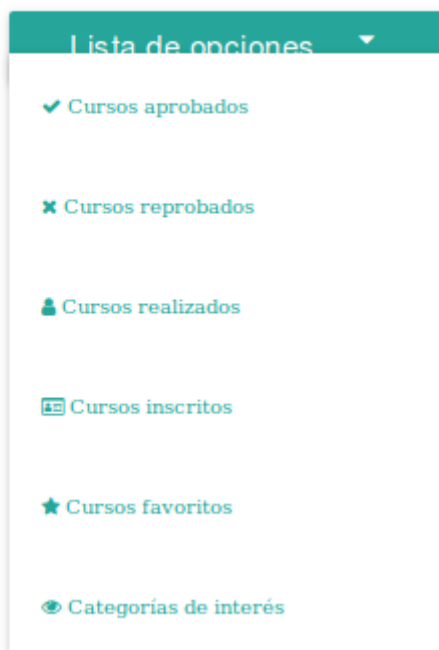 Lista de opciones
Cursos aprobados
Cursos reprobados
Cursos realizados
Cursos inscritos
Cursos favoritos
Categorías de interés